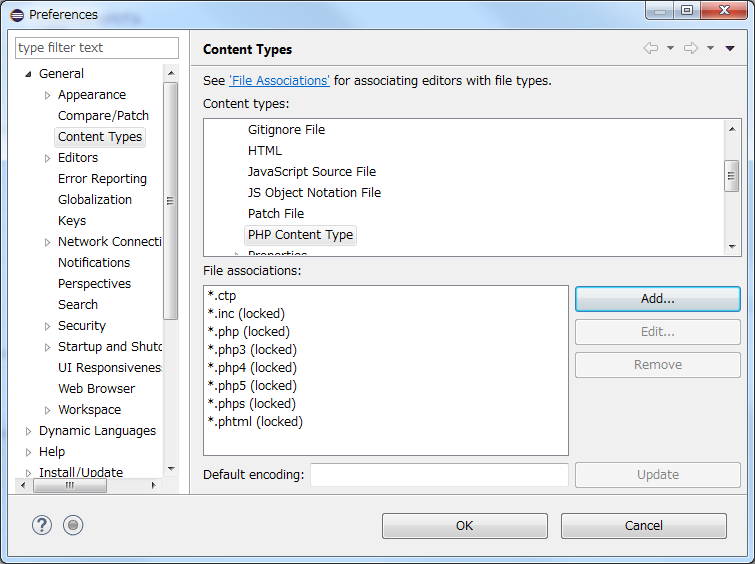 Preferences
type filter text
General
Appearance
Compare/Patch
Content Types
Editors
Error Reporting
Globalization
Keys
Network Connecti
Notifications
Perspectives
Search
Security
Startup and Shutc
UI Responsivenes
Web Browser
Workspace
Dynamic Languages
Help
Install/Update
Content Types
See 'File Associations' for associating editors with file types.
Content types:
Gitignore File
HTML
JavaScript Source File
JS Object Notation File
Patch File
PHP Content Type
Properties
File associations:
*.ctp
*.inc (locked)
*.php (locked)
*.php3 (locked)
*.php4 (locked)
*.php5 (locked)
*.phps (locked)
*.phtml (locked)
Add...
Edit...
Remove
Default encoding:
Update
OK
Cancel